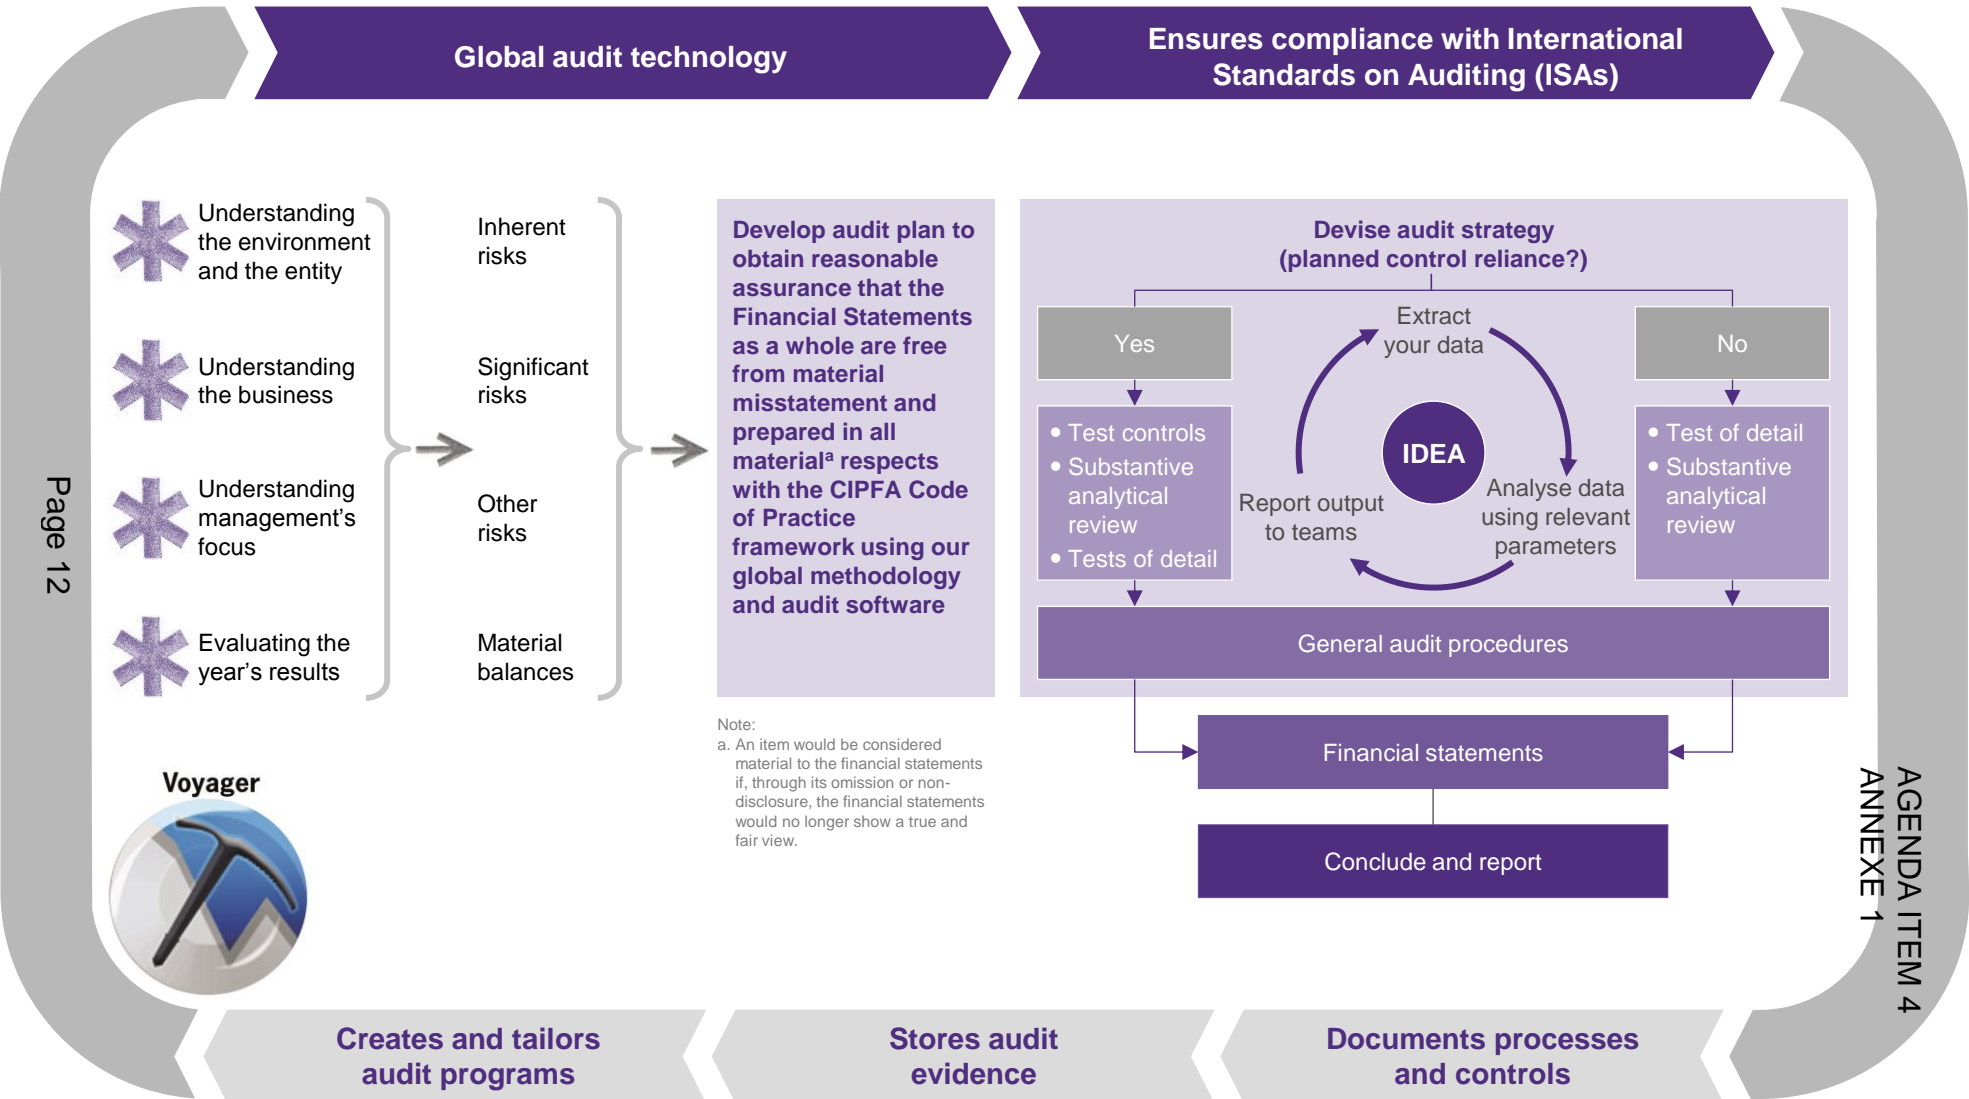 Global audit technology
Ensures compliance with International
Standards on Auditing (ISAs)
Understanding
the environment
and the entity
Understanding
the business
Understanding
management’s
focus
Evaluating the
year’s results
Inherent
risks
Significant
risks
Other
risks
Material
balances
Develop audit plan to
obtain reasonable
assurance that the
Financial Statements
as a whole are free
from material
misstatement and
prepared in all
materialᵃ respects
with the CIPFA Code
of Practice
framework using our
global methodology
and audit software
Note:
a. An item would be considered
material to the financial statements
if, through its omission or non-
disclosure, the financial statements
would no longer show a true and
fair view.
Devise audit strategy
(planned control reliance?)
Yes
• Test controls
• Substantive
analytical
review
• Tests of detail
Extract
your data
IDEA
Analyse data
using relevant
parameters
Report output
to teams
No
• Test of detail
• Substantive
analytical
review
General audit procedures
Financial statements
Conclude and report
Voyager
Creates and tailors
audit programs
Stores audit
evidence
Documents processes
and controls
Page 12
AGENDA ITEM 4
ANNEXE 1